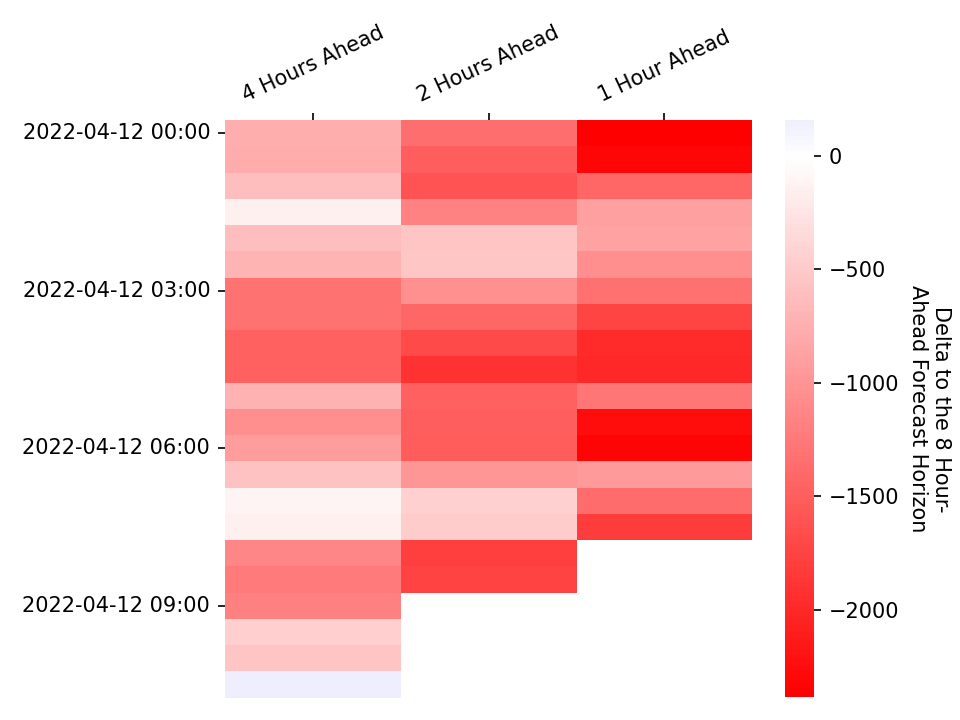 4 Hours Ahead
2 Hours Ahead
1 Hour Ahead
2022-04-12 00:00
2022-04-12 03:00
2022-04-12 06:00
2022-04-12 09:00
0
−500
−1000
−1500
−2000
Delta to the 8 Hour-
Ahead Forecast Horizon